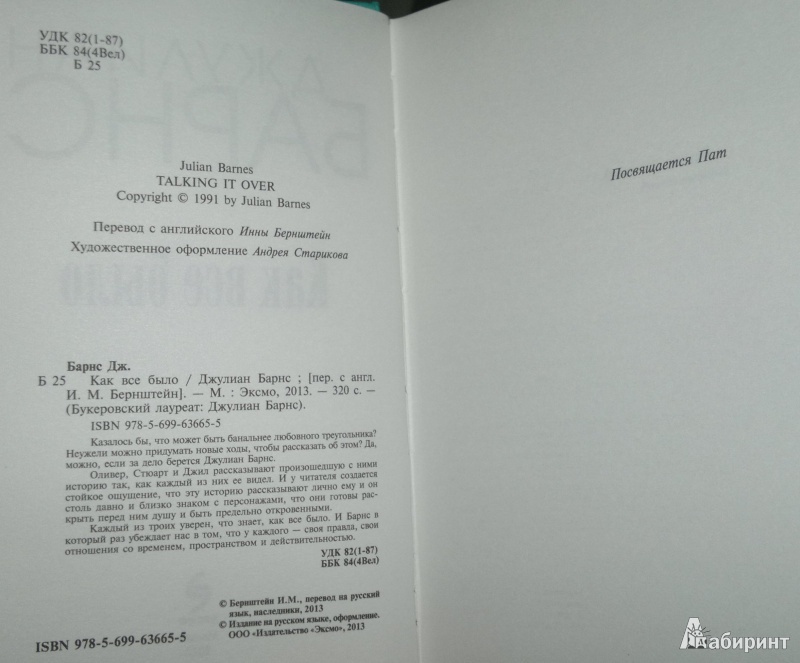 УДК 82(1-87)
ББК 84(4Вел)
Б 25
Julian Barnes
TALKING IT OVER
Copyright © 1991 by Julian Barnes
Перевод с английского Инны Бернштейн
Художественное оформление Андрея Старикова
Барнс Дж.
Б 25 Как все было / Джулиан Барнс ; [пер. с англ.
И. М. Бернштейн]. — М. : Эксмо, 2013. — 320 с. —
(Букеровский лауреат: Джулиан Барнс).
ISBN 978-5-699-63665-5
Казалось бы, что может быть банальнее любовного треугольника?
Неужели можно придумать новые ходы, чтобы рассказать об этом? Да,
можно, если за дело берется Джулиан Барнс.
Оливер, Стюарт и Джил рассказывают произошедшую с ними
историю так, как каждый из них ее видел. И у читателя создается
стойкое ощущение, что эту историю рассказывают лично ему и он
столь давно и близко знаком с персонажами, что они готовы рас-
крыть перед ним душу и быть предельно откровенными.
Каждый из троих уверен, что знает, как все было. И Барнс в
который раз убеждает нас в том, что у каждого — своя правда, свои
отношения со временем, пространством и действительностью.
УДК 82(1-87)
ББК 84(4Вел)
© Бернштейн И.М., перевод на русский
язык, наследники, 2013
© Издание на русском языке, оформление.
ООО «Издательство «Эксмо», 2013
ISBN 978-5-699-63665-5
Посвящается Пат
Лабиринт
ДЖУЛИАН
БАРНС
Как все было